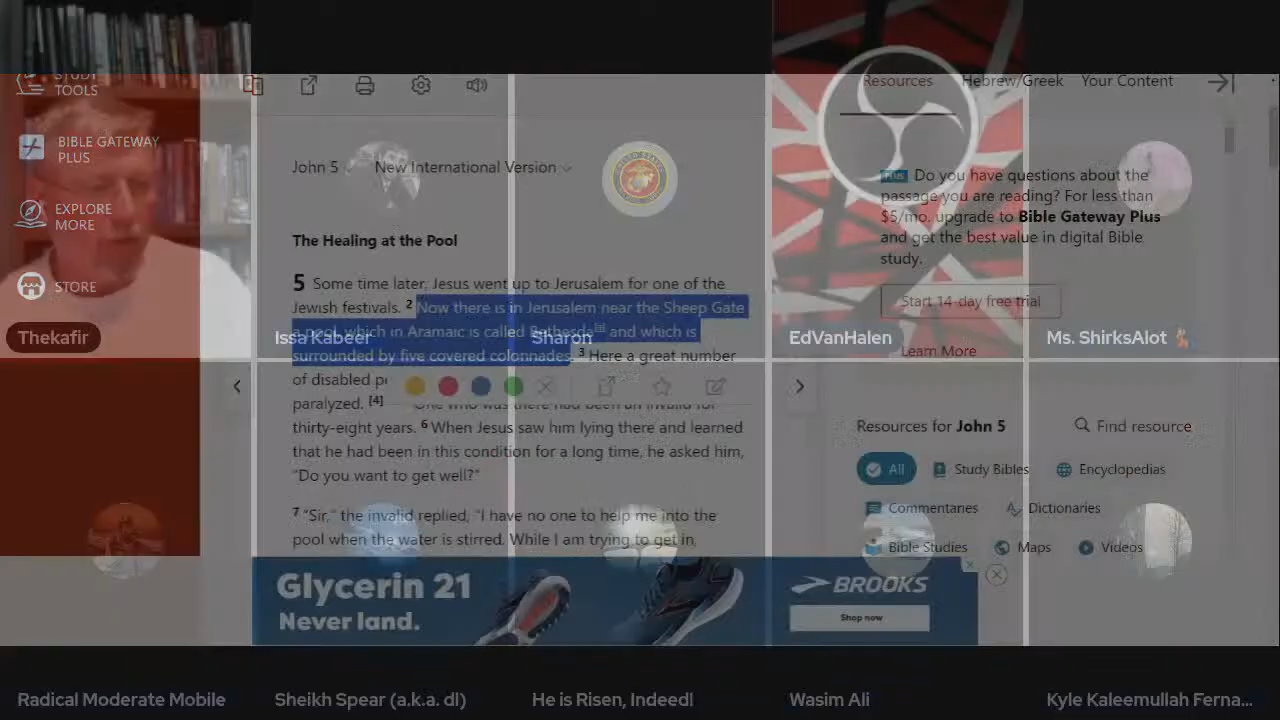 STUDY
TOOLS
Resources
Hebrew/Greek
Your Content
BIBLE GATEWAY
PLUS
John 5
New International Version
PLUS Do you have questions about the
passage you are reading? For less than
$5/mo. upgrade to Bible Gateway Plus
and get the best value in digital Bible
study.
EXPLORE
MORE
The Healing at the Pool
STORE
5 Some time later, Jesus went up to Jerusalem for one of the
Jewish festivals. 2 Now there is in Jerusalem near the Sheep Gate
a pool, which in Aramaic is called Bethesda[a] and which is
surrounded by five covered colonnades. 3 Here a great number
of disabled
paralyzed. [4]
thirty-eight years. 6 When Jesus saw him lying there and learned
that he had been in this condition for a long time, he asked him,
"Do you want to get well?"
7 "Sir," the invalid replied, "I have no one to help me into the
pool when the water is stirred. While I am trying to get in,
Start 14-day free trial
Learn More
Thekafir
Issa Kabeer
Sharon
EdVanHalen
Ms. ShirksAlot
Resources for John 5
Find resource
All
Study Bibles
Encyclopedias
Commentaries
Dictionaries
Bible Studies
Maps
Videos
Glycerin 21
Never land.
BROOKS
Shop now
Radical Moderate Mobile
Sheikh Spear (a.k.a. dl)
He is Risen, Indeed!
Wasim Ali
Kyle Kaleemullah Ferna...